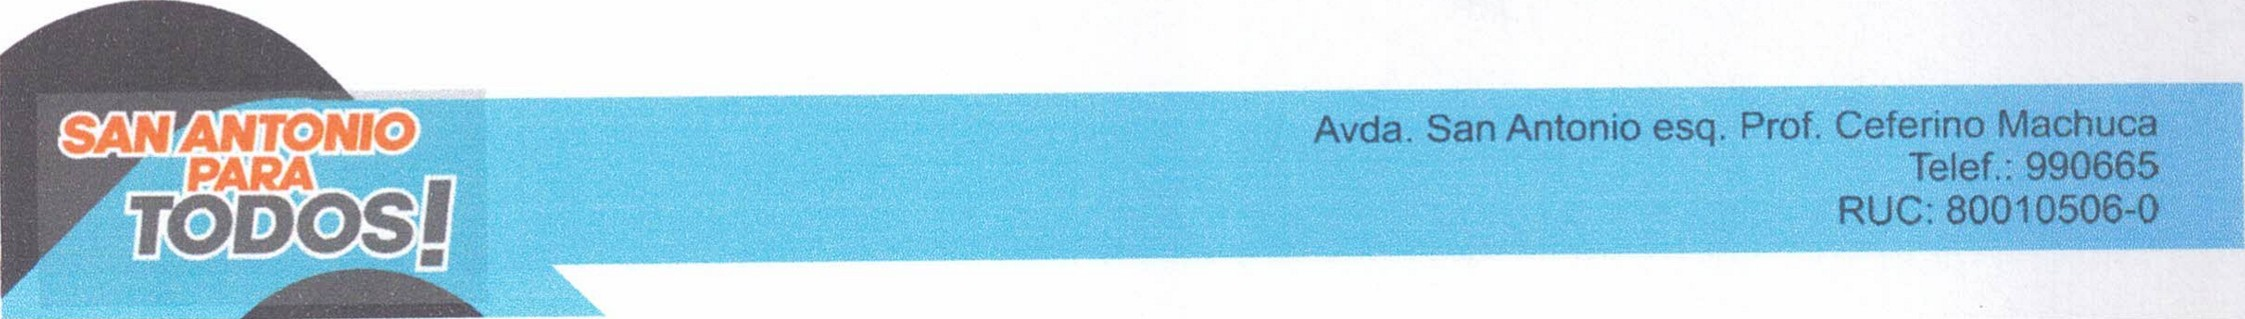 SAN ANTONIO
PARA
TODOS!
Avda. San Antonio esq. Prof. Ceferino Machuca
Telef.: 990665
RUC: 80010506-0